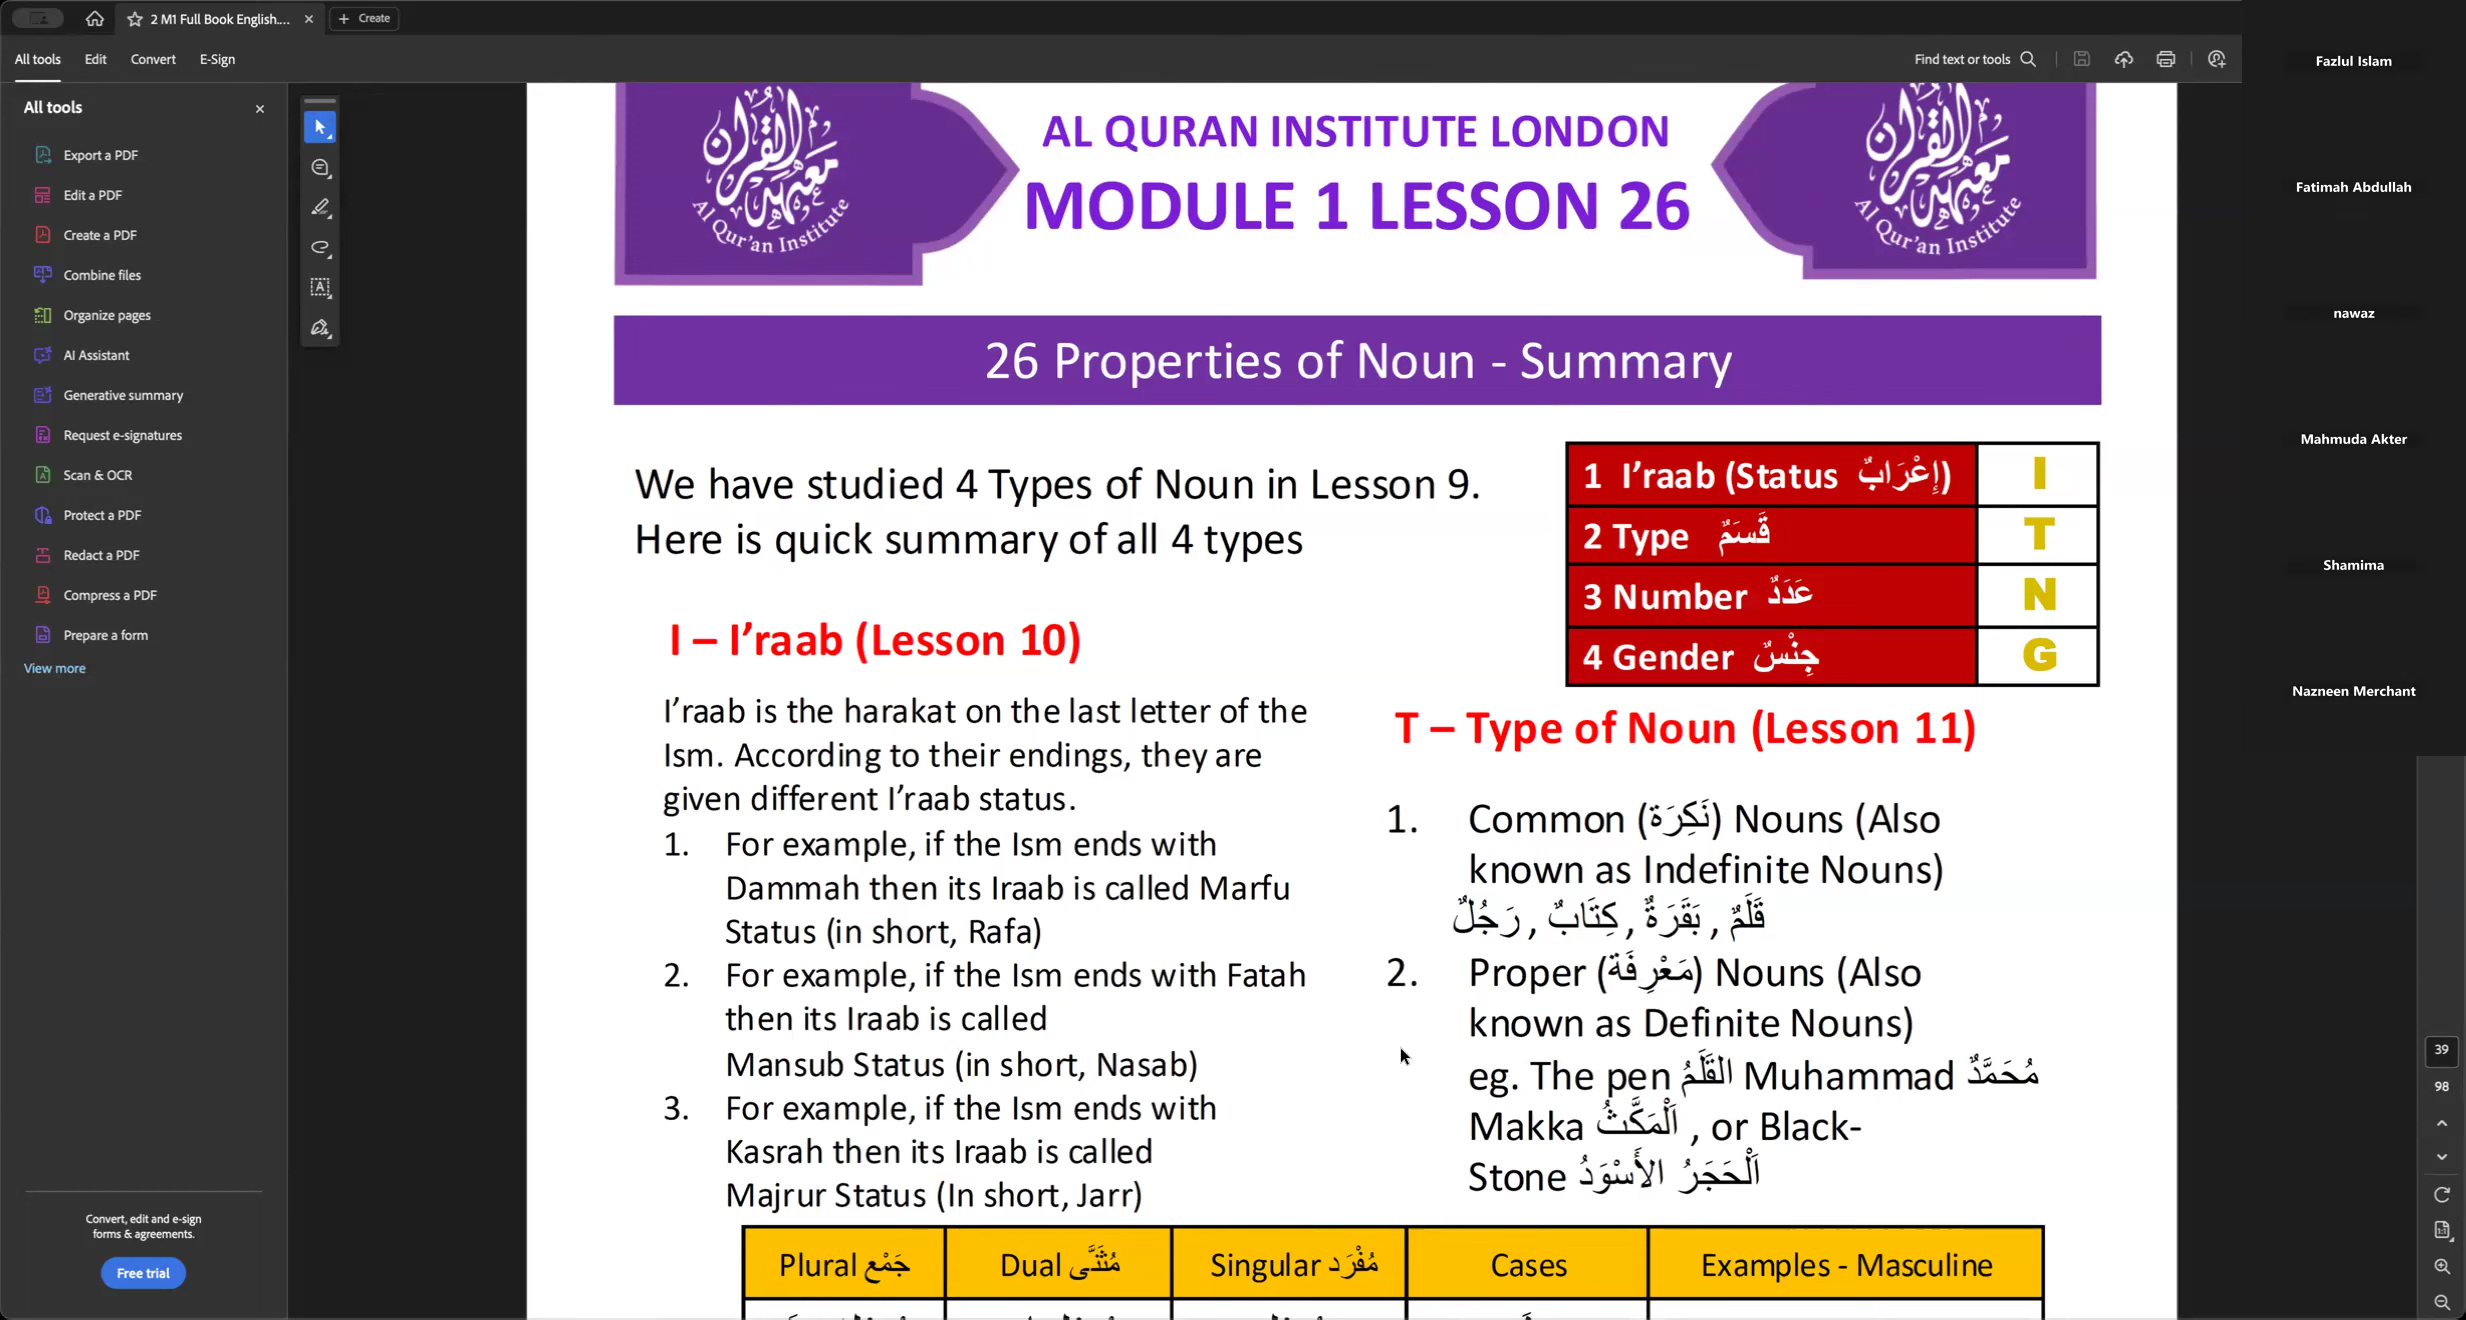 2 M1 Full Book English....
Create
All tools
Edit
Convert
E-Sign
Find text or tools
All tools
Export a PDF
Edit a PDF
Create a PDF
Combine files
Organize pages
AI Assistant
Generative summary
Request e-signatures
Scan & OCR
Protect a PDF
Redact a PDF
Compress a PDF
Prepare a form
View more
Convert, edit and e-sign
forms & agreements.
Free trial
Al Qur'an Institute
AL QURAN INSTITUTE LONDON
MODULE 1 LESSON 26
Al Qur'an Institute
26 Properties of Noun - Summary
We have studied 4 Types of Noun in Lesson 9.
Here is quick summary of all 4 types
1 I'raab (Status إِعْرَابٌ) I
2 Type قَسَمٌ T
3 Number عَدَدٌ N
4 Gender جِنْسٌ G
I – I'raab (Lesson 10)
I'raab is the harakat on the last letter of the
Ism. According to their endings, they are
given different I'raab status.
1. For example, if the Ism ends with
Dammah then its Iraab is called Marfu
Status (in short, Rafa)
2. For example, if the Ism ends with Fatah
then its Iraab is called
Mansub Status (in short, Nasab)
3. For example, if the Ism ends with
Kasrah then its Iraab is called
Majrur Status (In short, Jarr)
T – Type of Noun (Lesson 11)
1. Common (نَكِرَة) Nouns (Also
known as Indefinite Nouns)
قَلَمٌ , بَقَرَةٌ , كِتَابٌ , رَجُلٌ
2. Proper (مَعْرِفَة) Nouns (Also
known as Definite Nouns)
eg. The pen القَلَمُ Muhammad مُحَمَّدٌ
Makka اَلْمَكَّثُ , or Black-
Stone اَلْحَجَرُ الأَسْوَدُ
Plural جَمْع Dual مُثَنَّى Singular مُفْرَد Cases Examples - Masculine
Fazlul Islam
Fatimah Abdullah
nawaz
Mahmuda Akter
Shamima
Nazneen Merchant
39
98